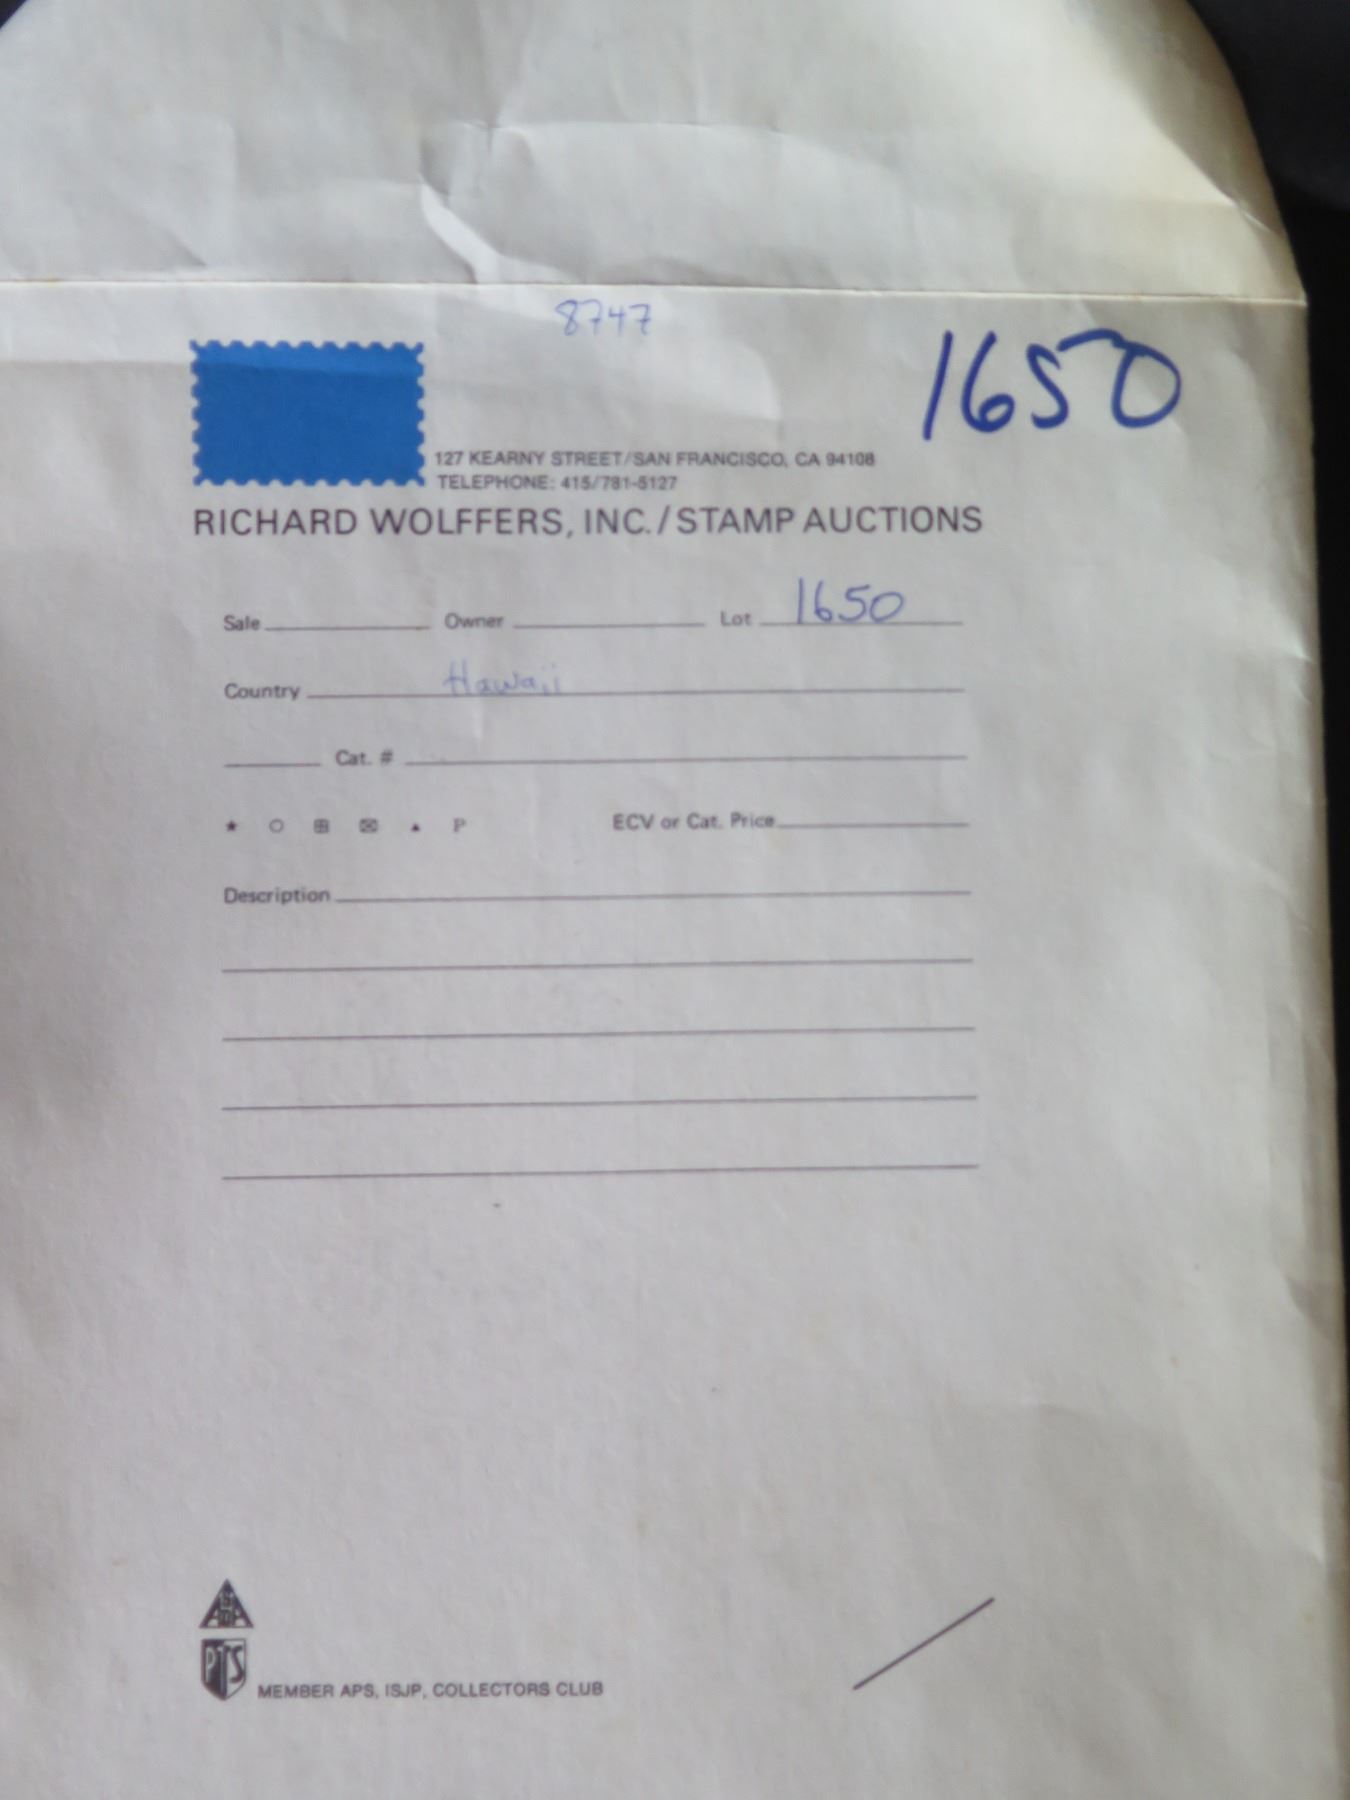 8747
1650
127 KEARNY STREET/SAN FRANCISCO, CA 94108
TELEPHONE: 415/781-5127
RICHARD WOLFFERS, INC./STAMP AUCTIONS
Sale Owner Lot 1650
Country Hawaii
Cat. #
P ECV or Cat. Price
Description
PTS
MEMBER APS, ISJP, COLLECTORS CLUB